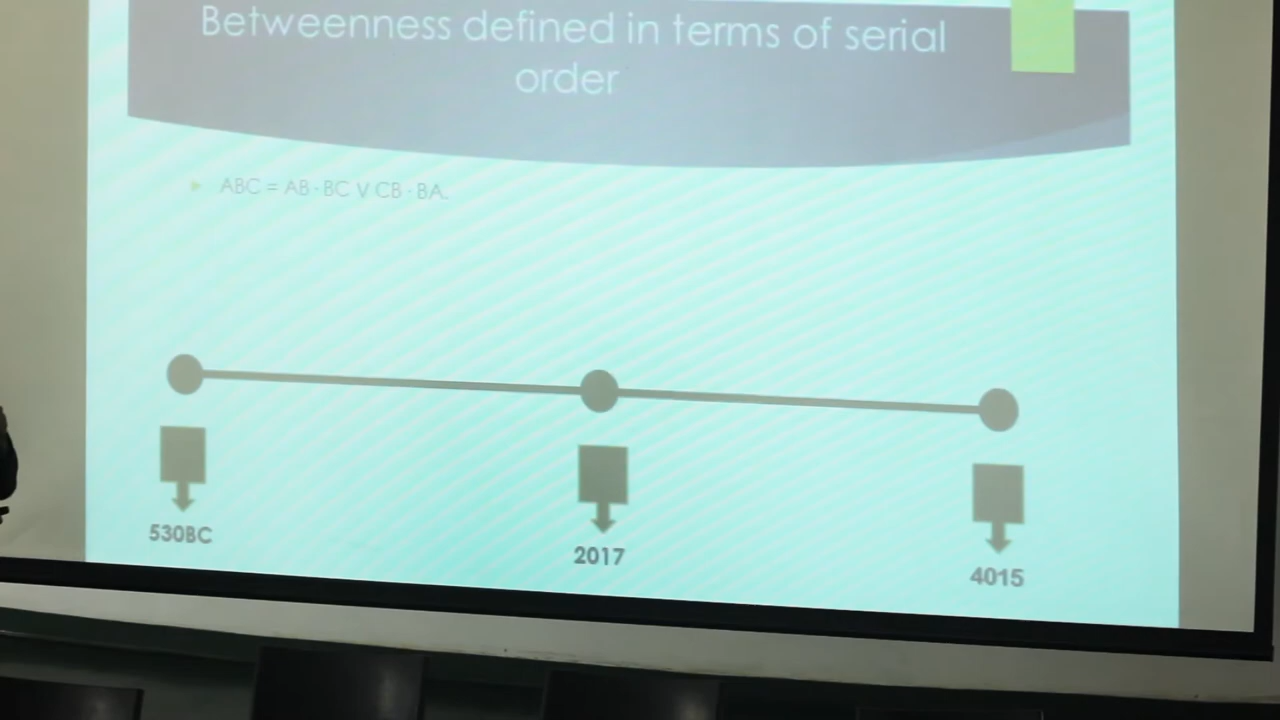 Betweenness defined in terms of serial
order
ABC = AB · BC V CB · BA.
530BC
2017
4015